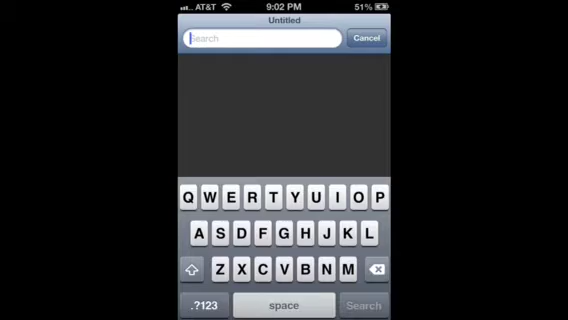 AT&T 9:02 PM 51%
Untitled
Search Cancel
Q W E R T Y U I O P
A S D F G H J K L
Z X C V B N M
.?123 space Search